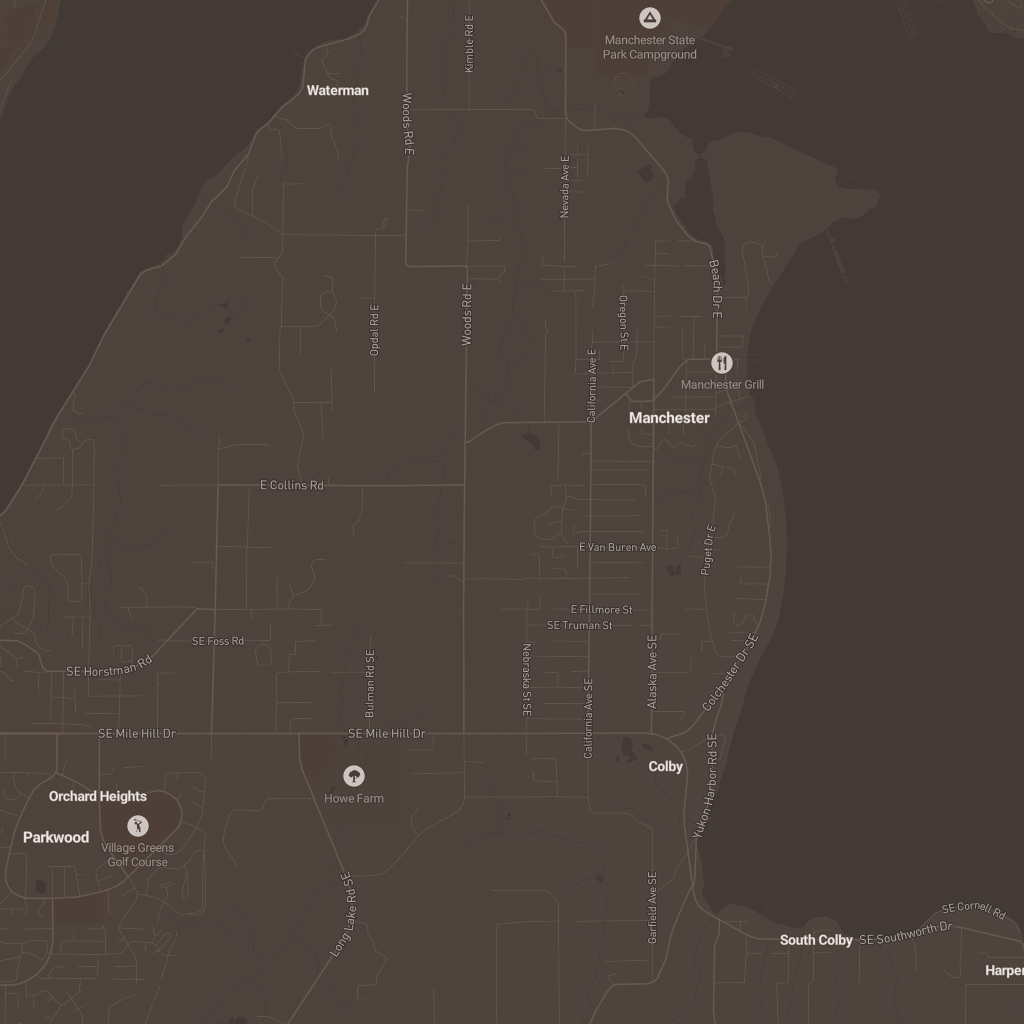 Manchester State
Park Campground
Kimble Rd E
Waterman
Woods Rd E
Nevada Ave E
Beach Dr E
Woods Rd E
Opdal Rd E
Oregon St E
California Ave E
Manchester Grill
Manchester
E Collins Rd
Puget Dr E
E Van Buren Ave
E Fillmore St
SE Truman St
SE Foss Rd
SE Horstman Rd
Bulman Rd SE
Nebraska St SE
Alaska Ave SE
Colchester Dr SE
California Ave SE
SE Mile Hill Dr
SE Mile Hill Dr
Colby
Yukon Harbor Rd SE
Howe Farm
Orchard Heights
Parkwood
Village Greens
Golf Course
Long Lake Rd SE
Garfield Ave SE
SE Cornell Rd
South Colby
SE Southworth Dr
Harper